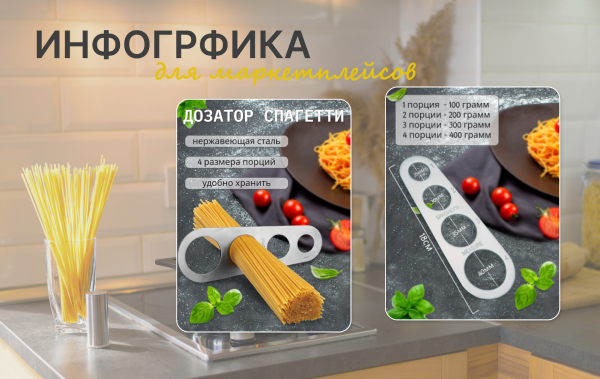 ИНФОГРФИКА
для маркетплейсов
ДОЗАТОР СПАГЕТТИ
нержавеющая сталь
4 размера порций
удобно хранить
1 порция - 100 грамм
2 порции - 200 грамм
3 порции - 300 грамм
4 порции - 400 грамм
18см